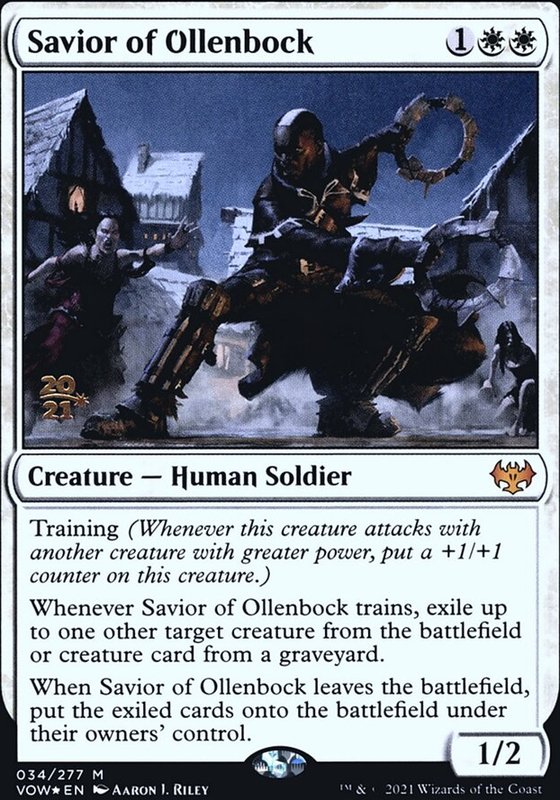 Savior of Ollenbock 1
20
21
Creature — Human Soldier
Training (Whenever this creature attacks with
another creature with greater power, put a +1/+1
counter on this creature.)
Whenever Savior of Ollenbock trains, exile up
to one other target creature from the battlefield
or creature card from a graveyard.
When Savior of Ollenbock leaves the battlefield,
put the exiled cards onto the battlefield under
their owners' control.
1/2
034/277 M
VOW★EN Aaron J. Riley
™ & © 2021 Wizards of the Coast